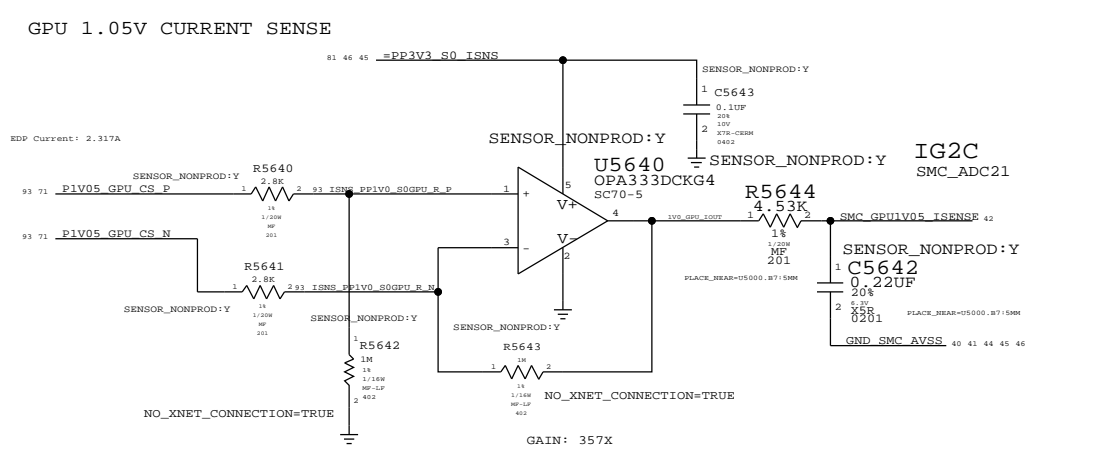 GPU 1.05V CURRENT SENSE
81 46 45 =PP3V3_S0_ISNS
SENSOR_NONPROD:Y
1 C5643
0.1UF
20%
10V
X7R-CERM
2
0402
EDP Current: 2.317A
SENSOR_NONPROD:Y
U5640
OPA333DCKG4
SC70-5
SENSOR_NONPROD:Y
IG2C
SMC_ADC21
SENSOR_NONPROD:Y
R5640
2.8K
93 71 P1V05_GPU_CS_P
1 2
1%
1/20W
MF
201
93 ISNS_PP1V0_S0GPU_R_P
1
+
5
V+
4
3
−
V−
2
93 71 P1V05_GPU_CS_N
R5641
2.8K
1 2
1%
1/20W
MF
201
SENSOR_NONPROD:Y
93 ISNS_PP1V0_S0GPU_R_N
1V0_GPU_IOUT
R5644
4.53K
1 2
1%
1/20W
MF
201
PLACE_NEAR=U5000.B7:5MM
SMC_GPU1V05_ISENSE 42
SENSOR_NONPROD:Y
1 C5642
0.22UF
20%
6.3V
2 X5R
0201
PLACE_NEAR=U5000.B7:5MM
GND_SMC_AVSS 40 41 44 45 46
SENSOR_NONPROD:Y
1
R5642
1M
1%
1/16W
MF-LF
402
2
NO_XNET_CONNECTION=TRUE
SENSOR_NONPROD:Y
R5643
1M
1 2
1%
1/16W
MF-LF
402
NO_XNET_CONNECTION=TRUE
GAIN: 357X